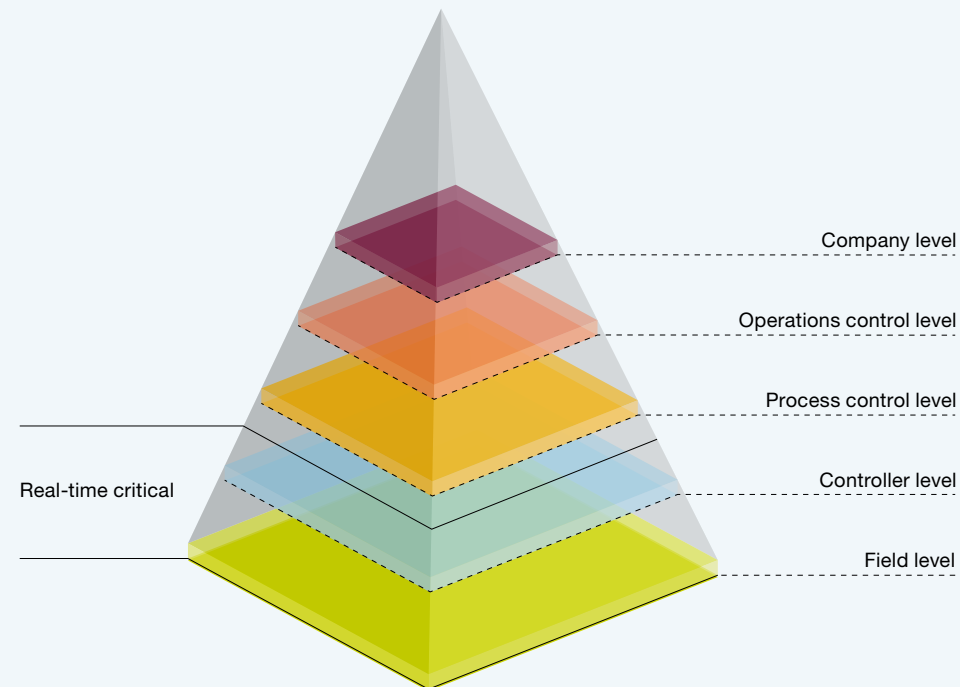 Company level
Operations control level
Process control level
Real-time critical
Controller level
Field level